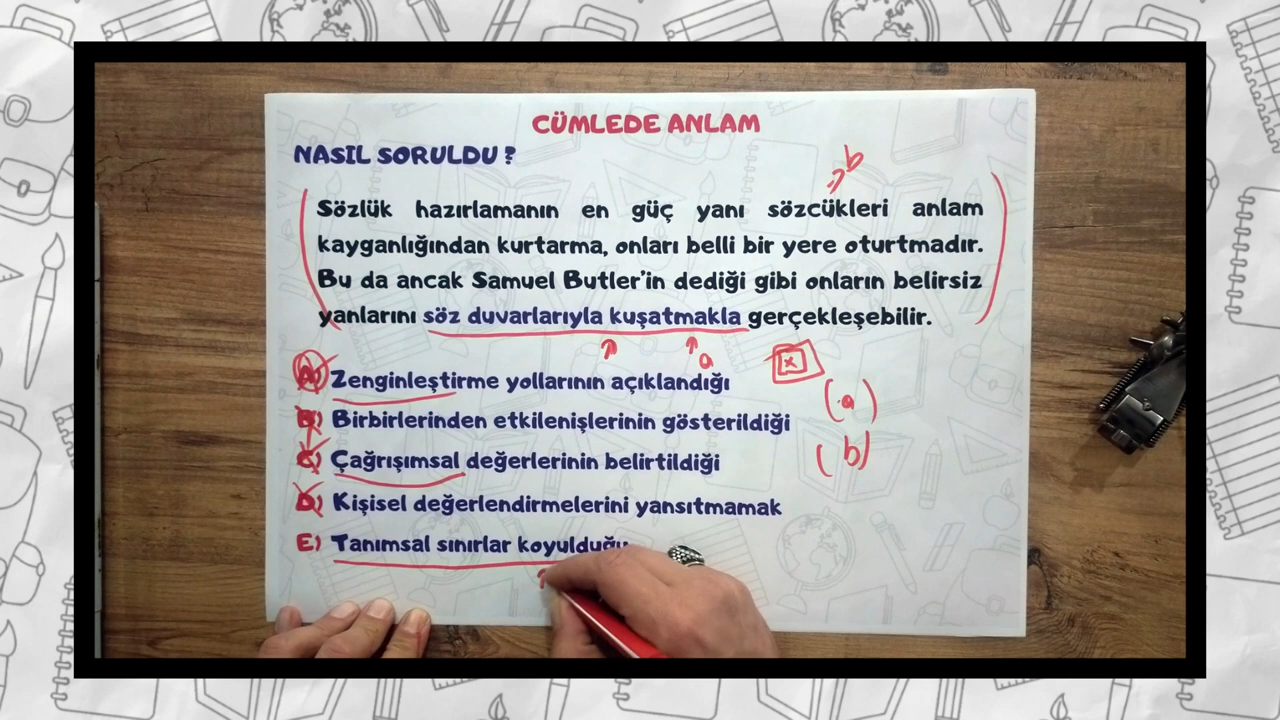 CÜMLEDE ANLAM
NASIL SORULDU ?
b
Sözlük hazırlamanın en güç yanı sözcükleri anlam
kayganlığından kurtarma, onları belli bir yere oturtmadır.
Bu da ancak Samuel Butler'in dediği gibi onların belirsiz
yanlarını söz duvarlarıyla kuşatmakla gerçekleşebilir.
a
x
A) Zenginleştirme yollarının açıklandığı
(a)
B) Birbirlerinden etkilenişlerinin gösterildiği
(b)
C) Çağrışımsal değerlerinin belirtildiği
D) Kişisel değerlendirmelerini yansıtmamak
E) Tanımsal sınırlar koyulduğu